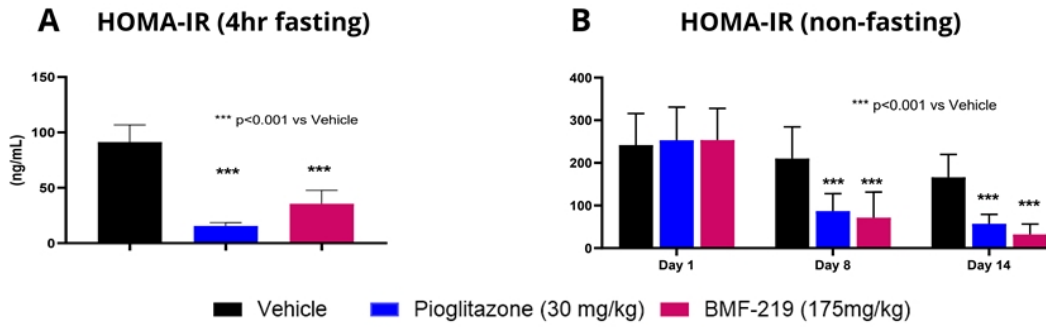 A HOMA-IR (4hr fasting)
150
100
50
0
(ng/mL)
*** p<0.001 vs Vehicle
***
***
B HOMA-IR (non-fasting)
400
300
200
100
0
*** p<0.001 vs Vehicle
*** ***
*** ***
Day 1 Day 8 Day 14
Vehicle Pioglitazone (30 mg/kg) BMF-219 (175mg/kg)